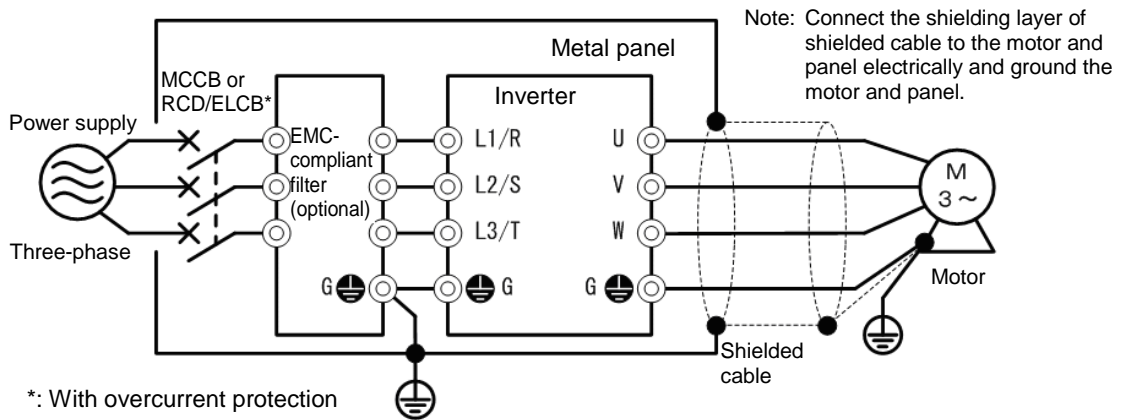 Note: Connect the shielding layer of
shielded cable to the motor and
panel electrically and ground the
motor and panel.
Metal panel
MCCB or
RCD/ELCB*
Inverter
Power supply
EMC-
compliant
filter
(optional)
L1/R
U
L2/S
V
L3/T
W
M
3 ~
Three-phase
G
G
G
Motor
Shielded
cable
*: With overcurrent protection